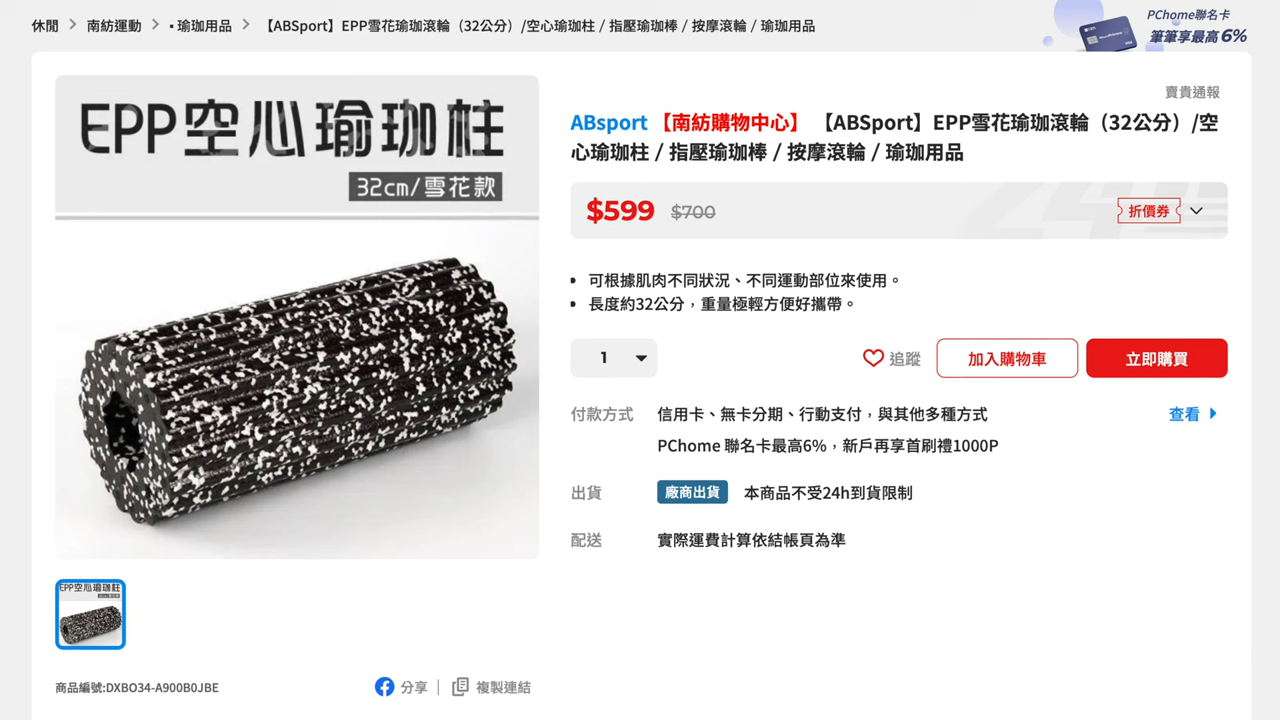 休閒 > 南紡運動 > ▪瑜珈用品 > 【ABSport】EPP雪花瑜珈滾輪（32公分）/空心瑜珈柱 / 指壓瑜珈棒 / 按摩滾輪 / 瑜珈用品
PChome聯名卡
筆筆享最高6%
EPP空心瑜珈柱
32cm/雪花款
賣貴通報
ABsport 【南紡購物中心】 【ABSport】EPP雪花瑜珈滾輪（32公分）/空
心瑜珈柱 / 指壓瑜珈棒 / 按摩滾輪 / 瑜珈用品
$599 $700 折價券
• 可根據肌肉不同狀況、不同運動部位來使用。
• 長度約32公分，重量極輕方便好攜帶。
1 追蹤 加入購物車 立即購買
付款方式 信用卡、無卡分期、行動支付，與其他多種方式 查看
PChome 聯名卡最高6%，新戶再享首刷禮1000P
出貨 廠商出貨 本商品不受24h到貨限制
配送 實際運費計算依結帳頁為準
EPP空心瑜珈柱
商品編號:DXBO34-A900B0JBE 分享 | 複製連結